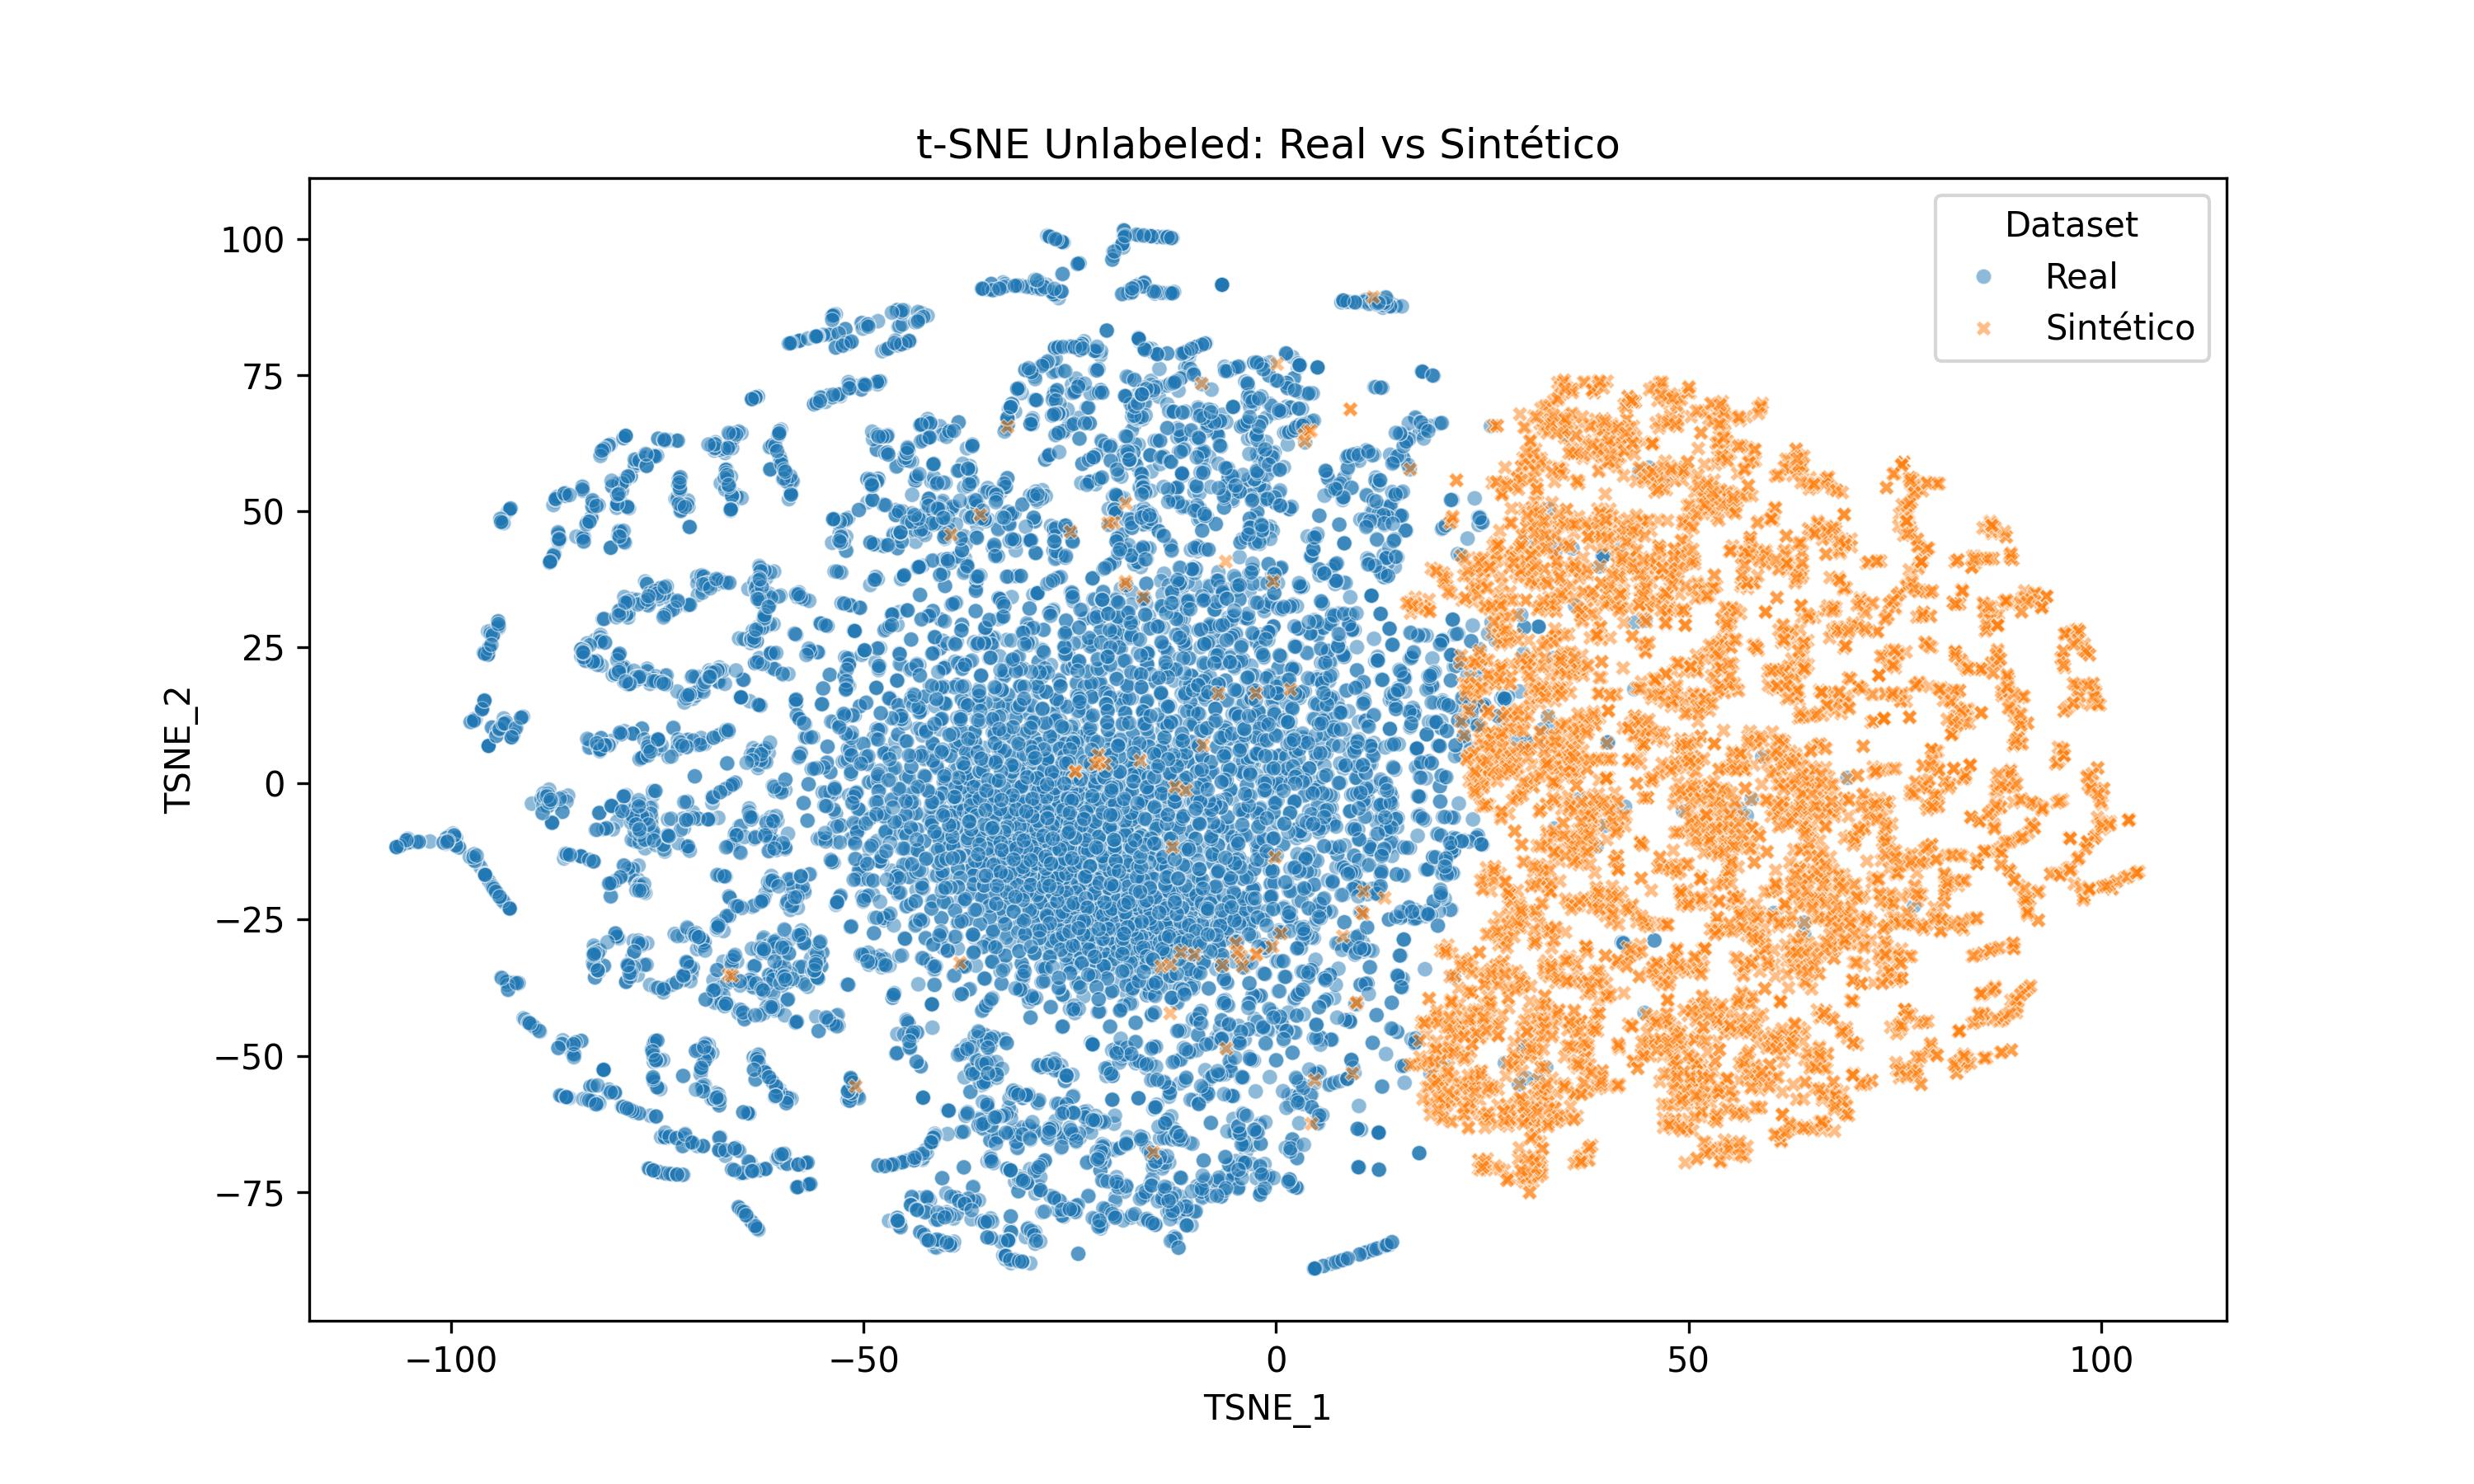 t-SNE Unlabeled: Real vs Sintético
Dataset
Real
Sintético
100
75
50
25
0
−25
−50
−75
TSNE_2
−100
−50
0
50
100
TSNE_1